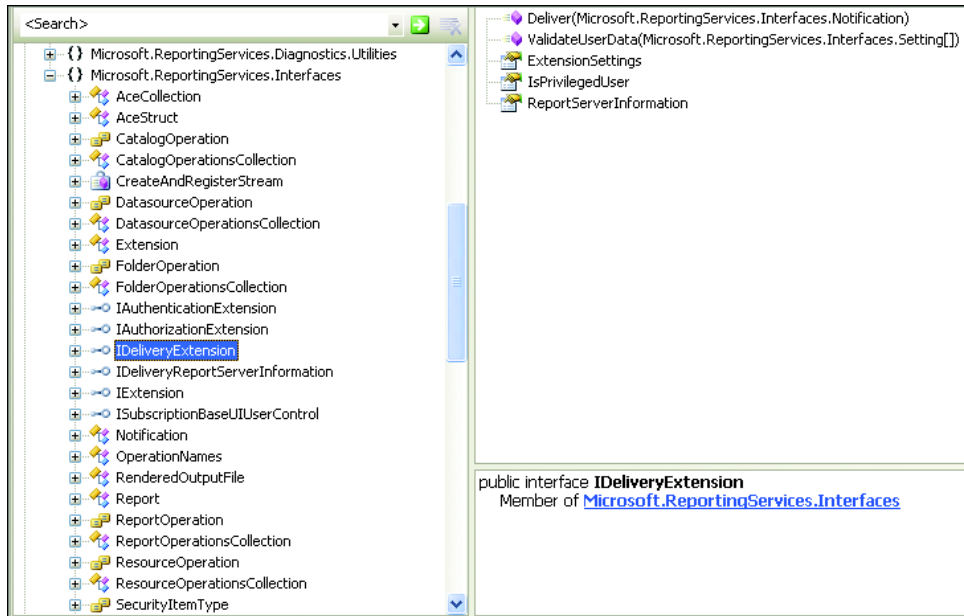 <Search>
{} Microsoft.ReportingServices.Diagnostics.Utilities
{} Microsoft.ReportingServices.Interfaces
AceCollection
AceStruct
CatalogOperation
CatalogOperationsCollection
CreateAndRegisterStream
DatasourceOperation
DatasourceOperationsCollection
Extension
FolderOperation
FolderOperationsCollection
IAuthenticationExtension
IAuthorizationExtension
IDeliveryExtension
IDeliveryReportServerInformation
IExtension
ISubscriptionBaseUIUserControl
Notification
OperationNames
RenderedOutputFile
Report
ReportOperation
ReportOperationsCollection
ResourceOperation
ResourceOperationsCollection
SecurityItemType
Deliver(Microsoft.ReportingServices.Interfaces.Notification)
ValidateUserData(Microsoft.ReportingServices.Interfaces.Setting[])
ExtensionSettings
IsPrivilegedUser
ReportServerInformation
public interface IDeliveryExtension
Member of Microsoft.ReportingServices.Interfaces